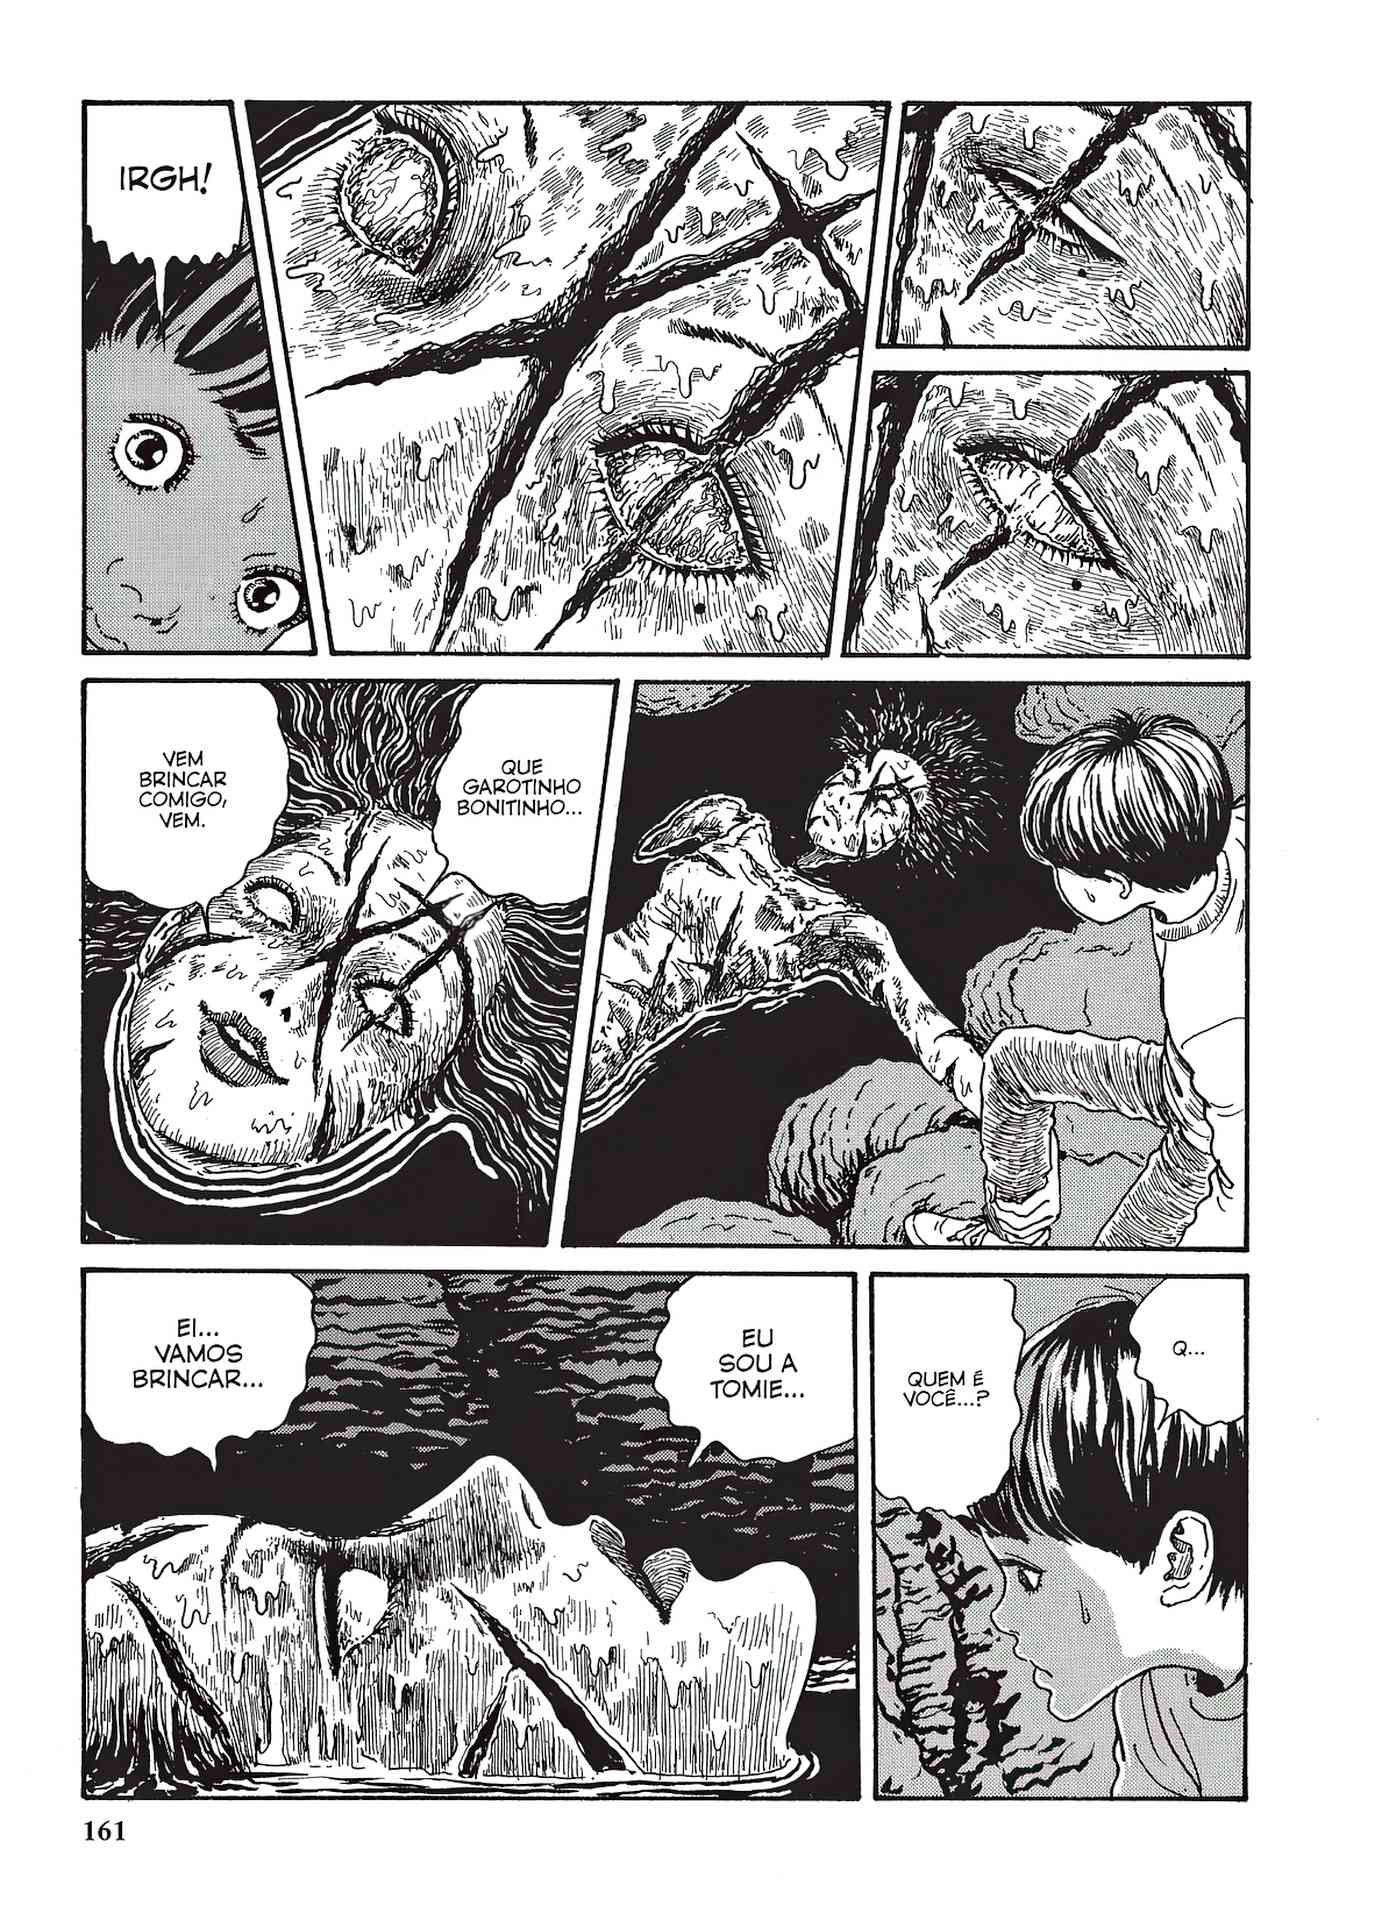 IRGH!
QUE
GAROTINHO
BONITINHO...
VEM
BRINCAR
COMIGO,
VEM.
Q...
QUEM É
VOCÊ...?
EU
SOU A
TOMIE...
EI...
VAMOS
BRINCAR...
161